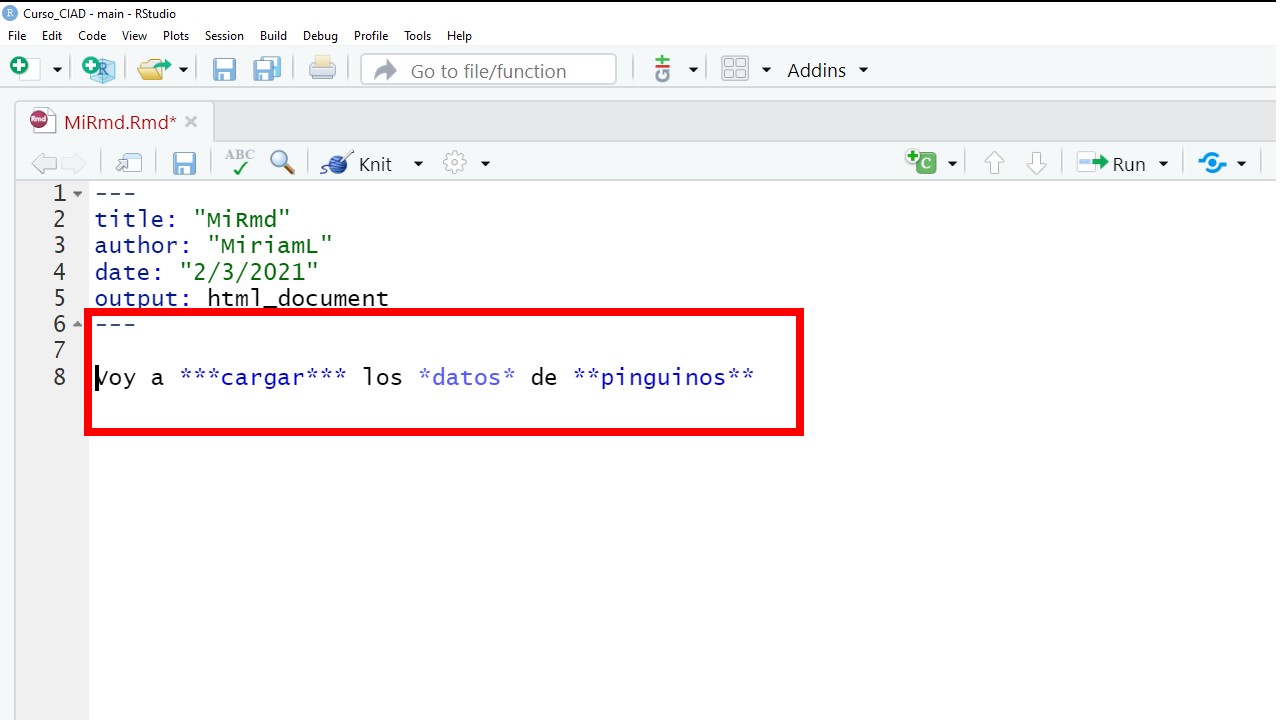 Curso_CIAD - main - RStudio
File Edit Code View Plots Session Build Debug Profile Tools Help
Go to file/function Addins
MiRmd.Rmd*
ABC Knit Run
1 ---
2 title: "MiRmd"
3 author: "MiriamL"
4 date: "2/3/2021"
5 output: html_document
6 ---
7
8 Voy a ***cargar*** los *datos* de **pinguinos**